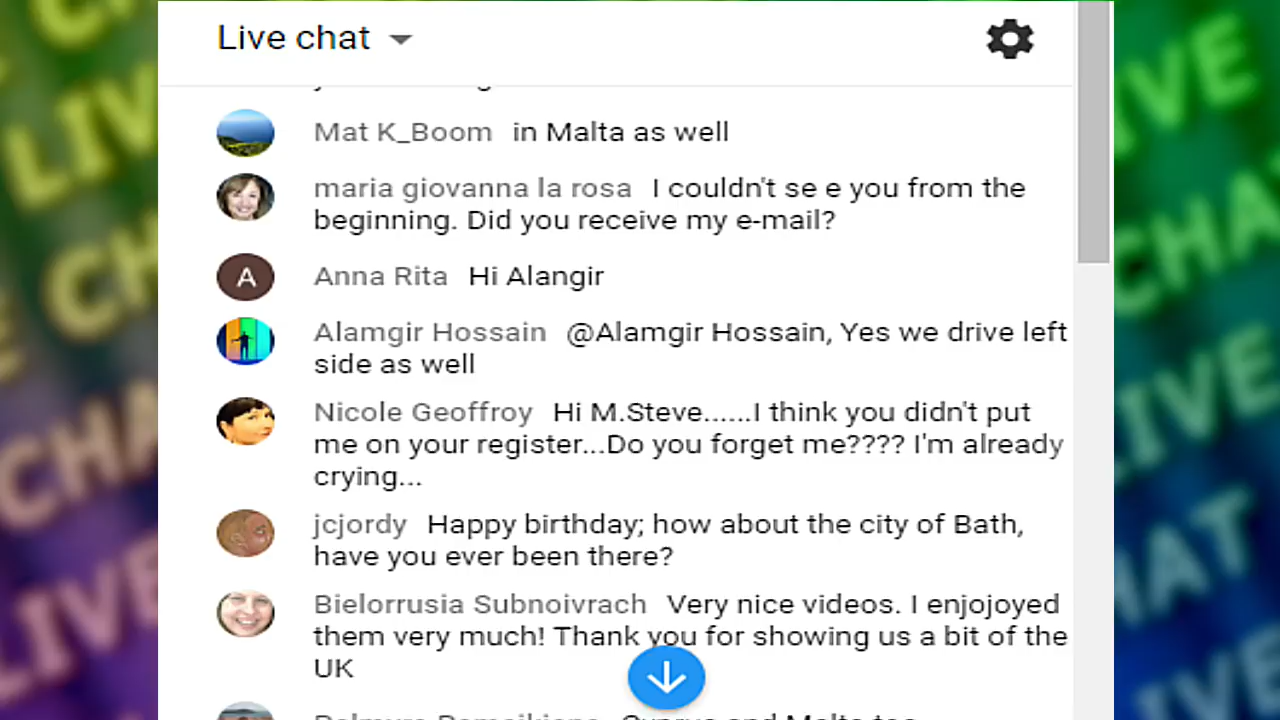 Live chat
Mat K_Boom in Malta as well
maria giovanna la rosa I couldn't se e you from the
beginning. Did you receive my e-mail?
A Anna Rita Hi Alangir
Alamgir Hossain @Alamgir Hossain, Yes we drive left
side as well
Nicole Geoffroy Hi M.Steve......I think you didn't put
me on your register...Do you forget me???? I'm already
crying...
jcjordy Happy birthday; how about the city of Bath,
have you ever been there?
Bielorrusia Subnoivrach Very nice videos. I enjojoyed
them very much! Thank you for showing us a bit of the
UK
Cyprus and Malta too